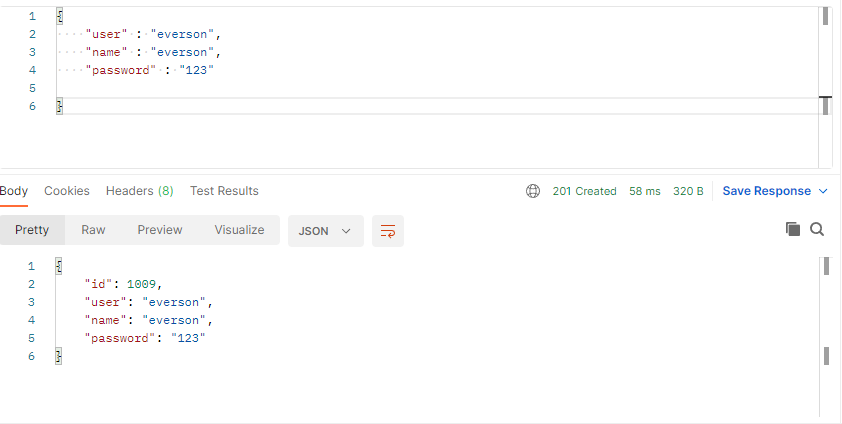 1 {
2 ····"user" : "everson",
3 ····"name" : "everson",
4 ····"password" : "123"
5
6 }
Body Cookies Headers (8) Test Results 201 Created 58 ms 320 B Save Response
Pretty Raw Preview Visualize JSON
1 {
2 "id": 1009,
3 "user": "everson",
4 "name": "everson",
5 "password": "123"
6 }